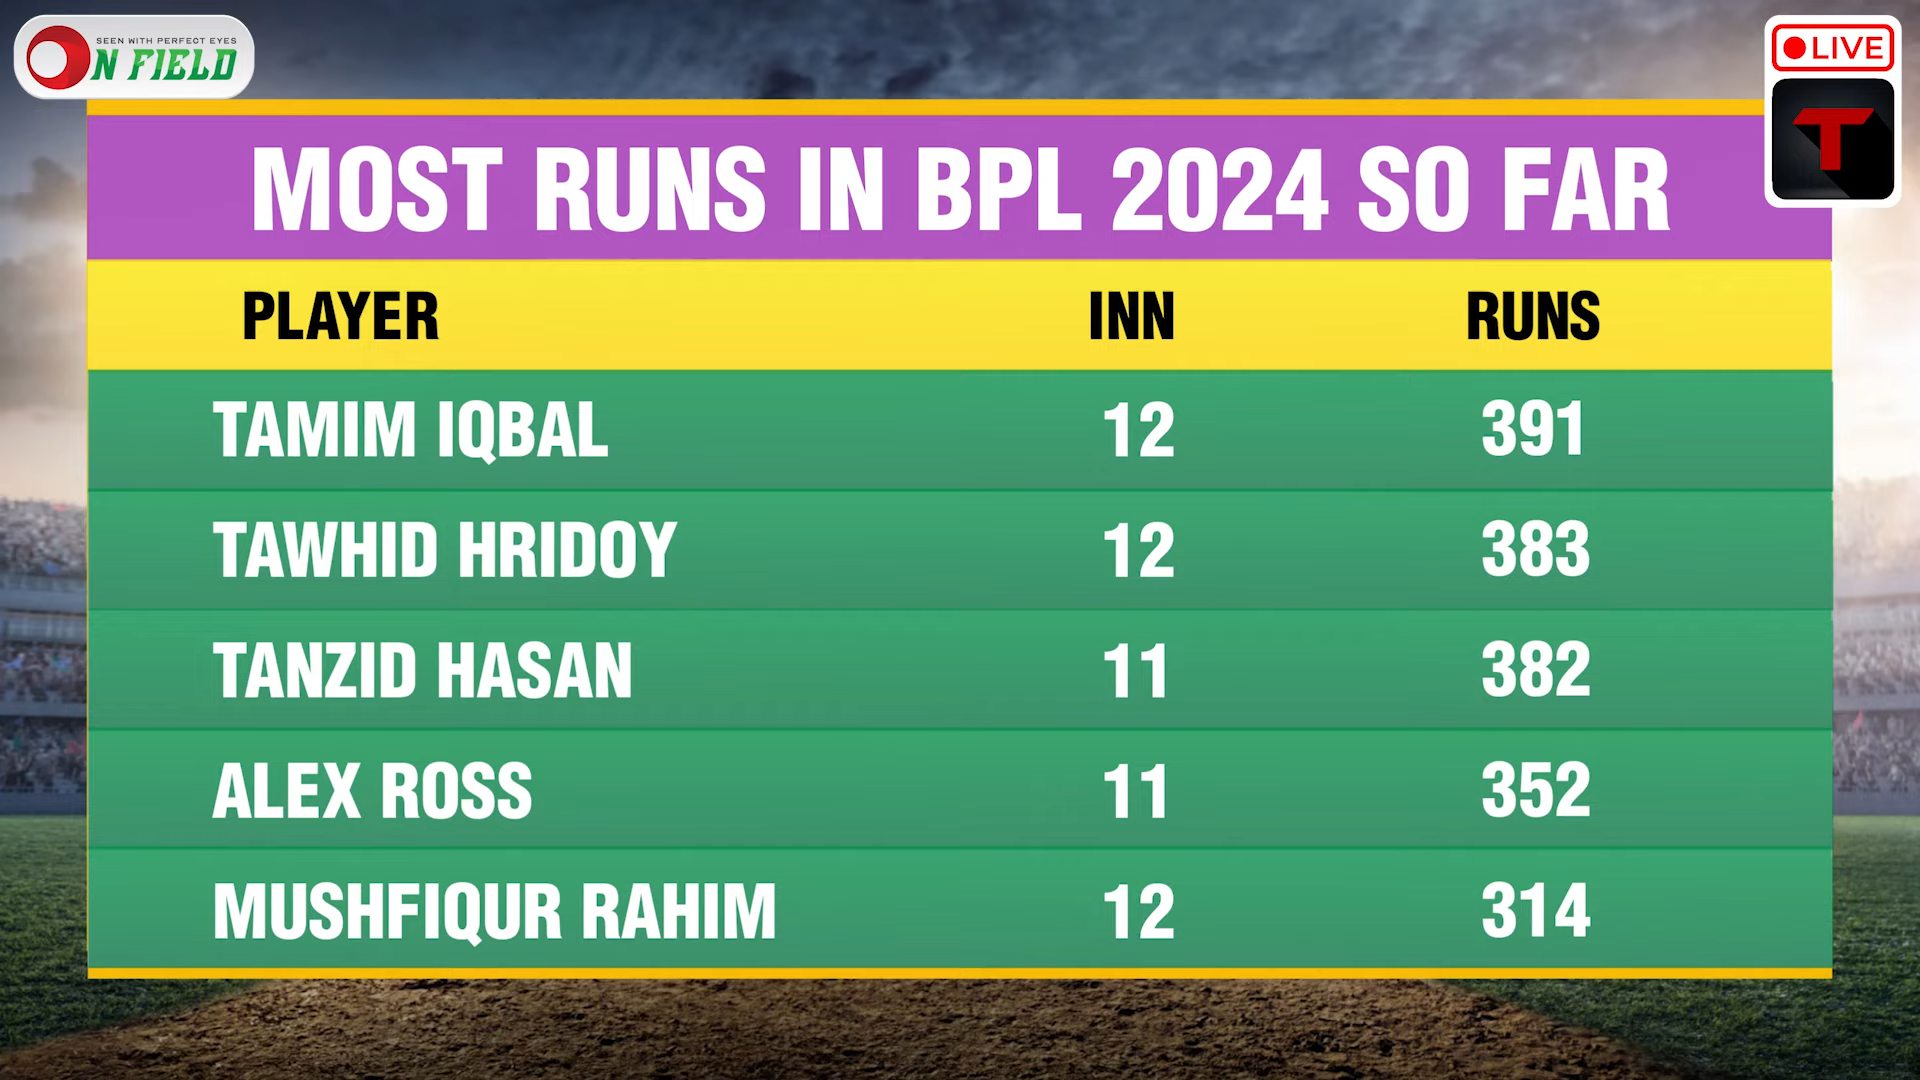 SEEN WITH PERFECT EYES
ON FIELD
LIVE
T
MOST RUNS IN BPL 2024 SO FAR
PLAYER INN RUNS
TAMIM IQBAL 12 391
TAWHID HRIDOY 12 383
TANZID HASAN 11 382
ALEX ROSS 11 352
MUSHFIQUR RAHIM 12 314